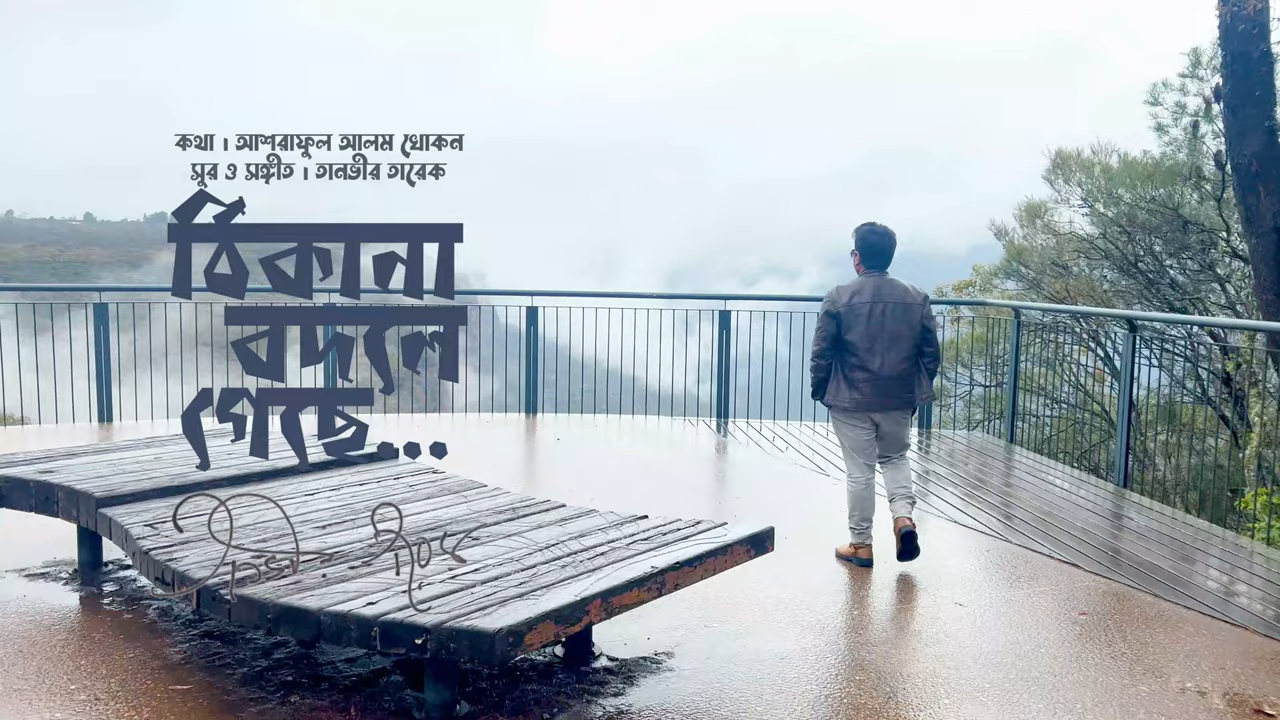 কথা । আশরাফুল আলম খোকন
সুর ও সঙ্গীত । তানভীর তারেক
ঠিকানা
বদলে
গেছে...